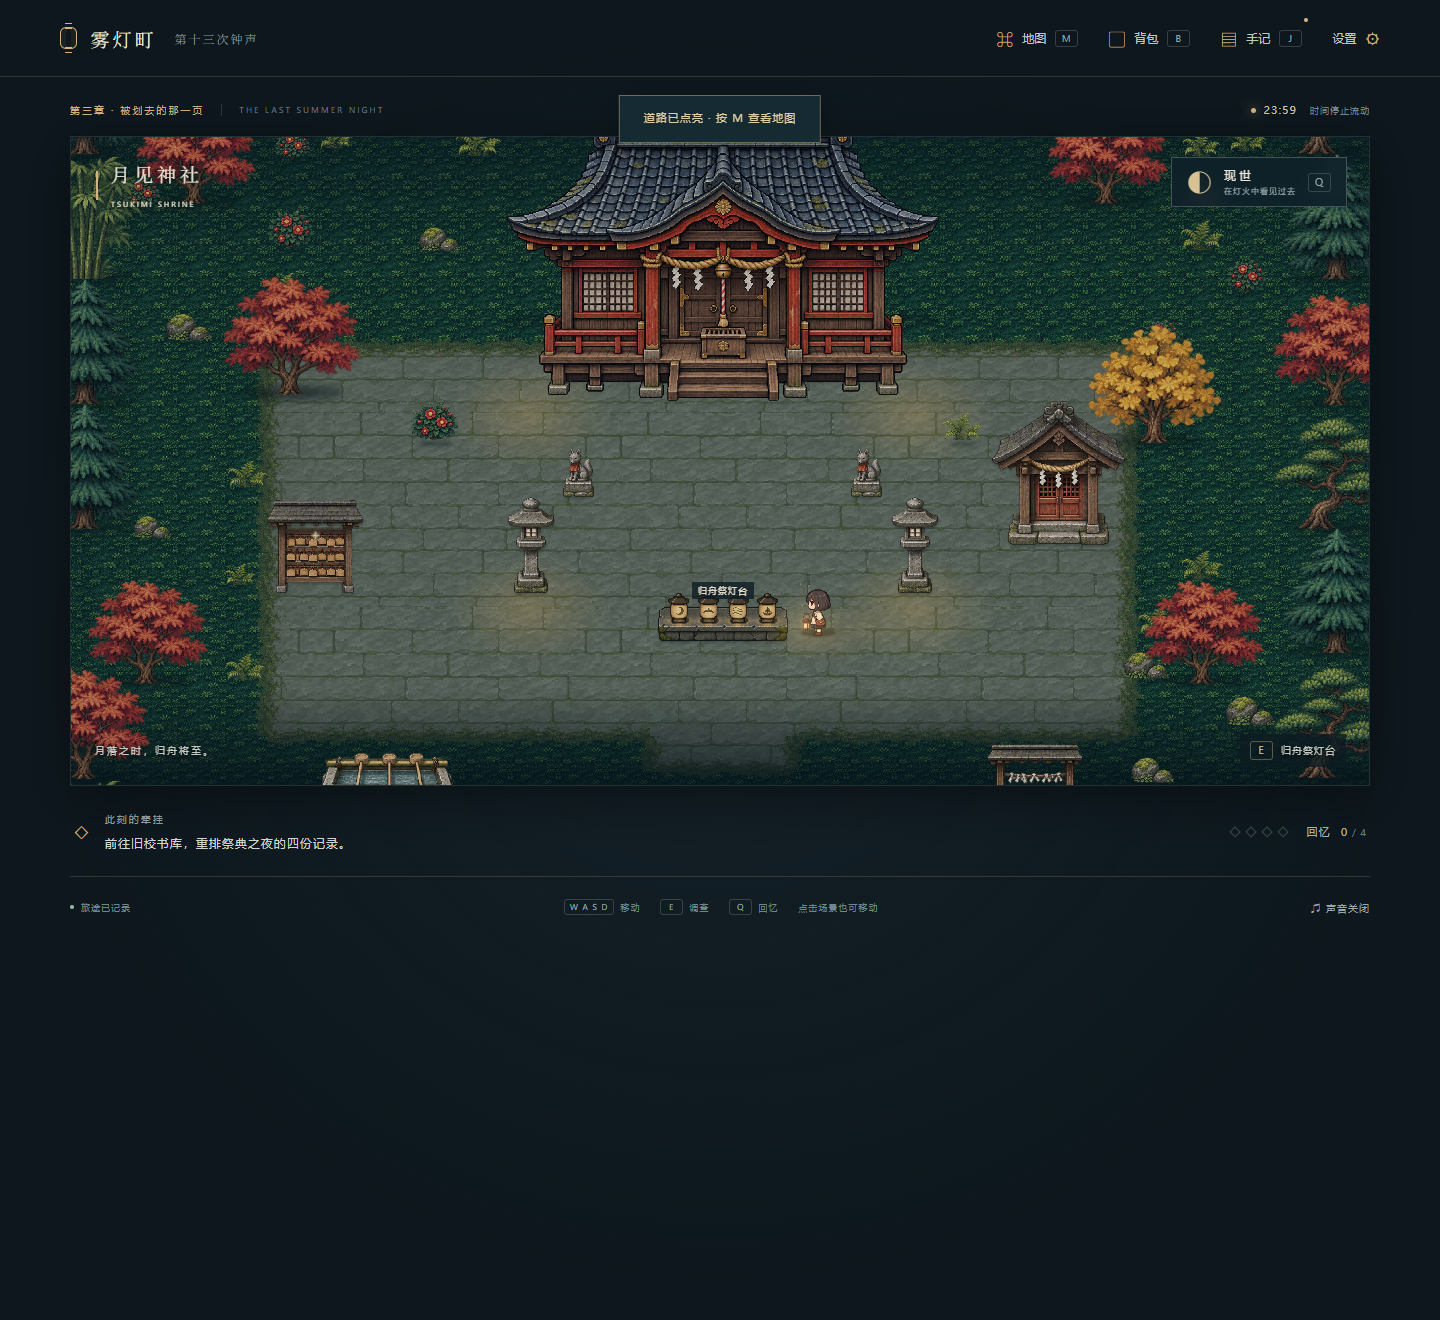 雾灯町 第十三次钟声
地图 M 背包 B 手记 J 设置
第三章 · 被划去的那一页 THE LAST SUMMER NIGHT
道路已点亮 · 按 M 查看地图
23:59 时间停止流动
月见神社
TSUKIMI SHRINE
现世
在灯火中看见过去
Q
归舟祭灯台
月落之时，归舟将至。
E 归舟祭灯台
此刻的牵挂
前往旧校书库，重排祭典之夜的四份记录。
回忆 0 / 4
旅途已记录
WASD 移动 E 调查 Q 回忆 点击场景也可移动
声音关闭